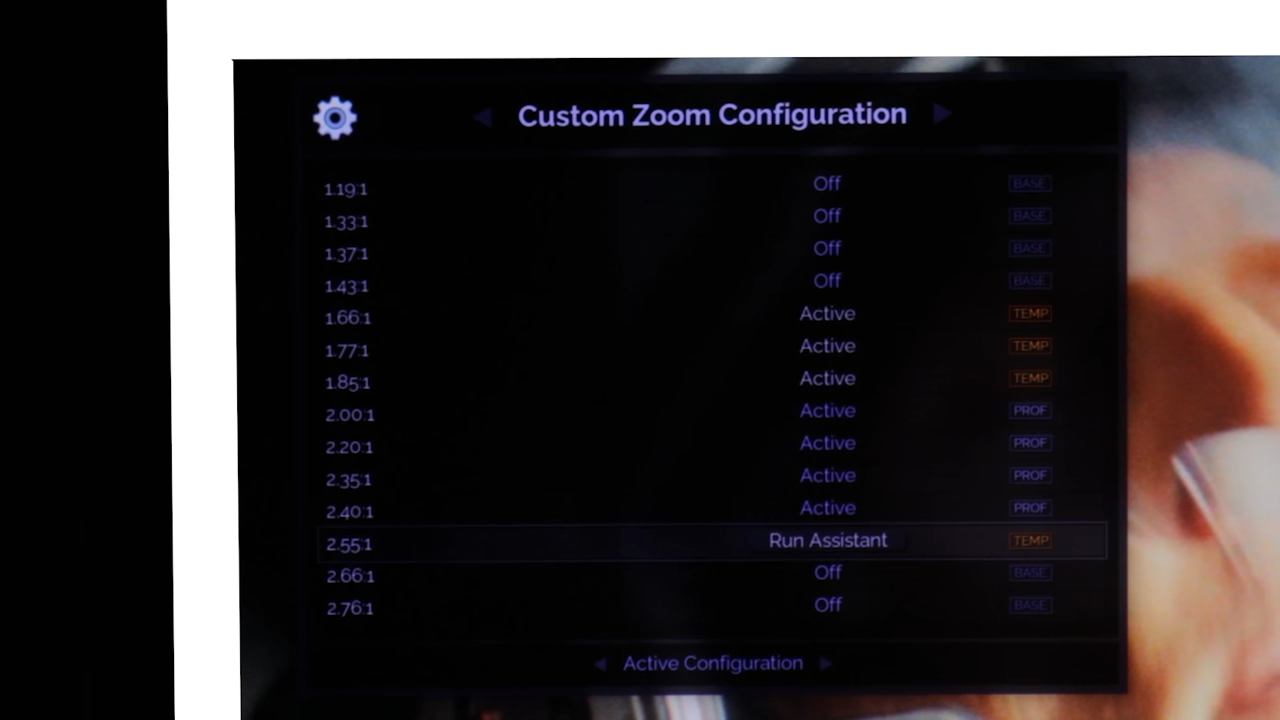 Custom Zoom Configuration
1.19:1 Off BASE
1.33:1 Off BASE
1.37:1 Off BASE
1.43:1 Off BASE
1.66:1 Active TEMP
1.77:1 Active TEMP
1.85:1 Active TEMP
2.00:1 Active PROF
2.20:1 Active PROF
2.35:1 Active PROF
2.40:1 Active PROF
2.55:1 Run Assistant TEMP
2.66:1 Off BASE
2.76:1 Off BASE
Active Configuration